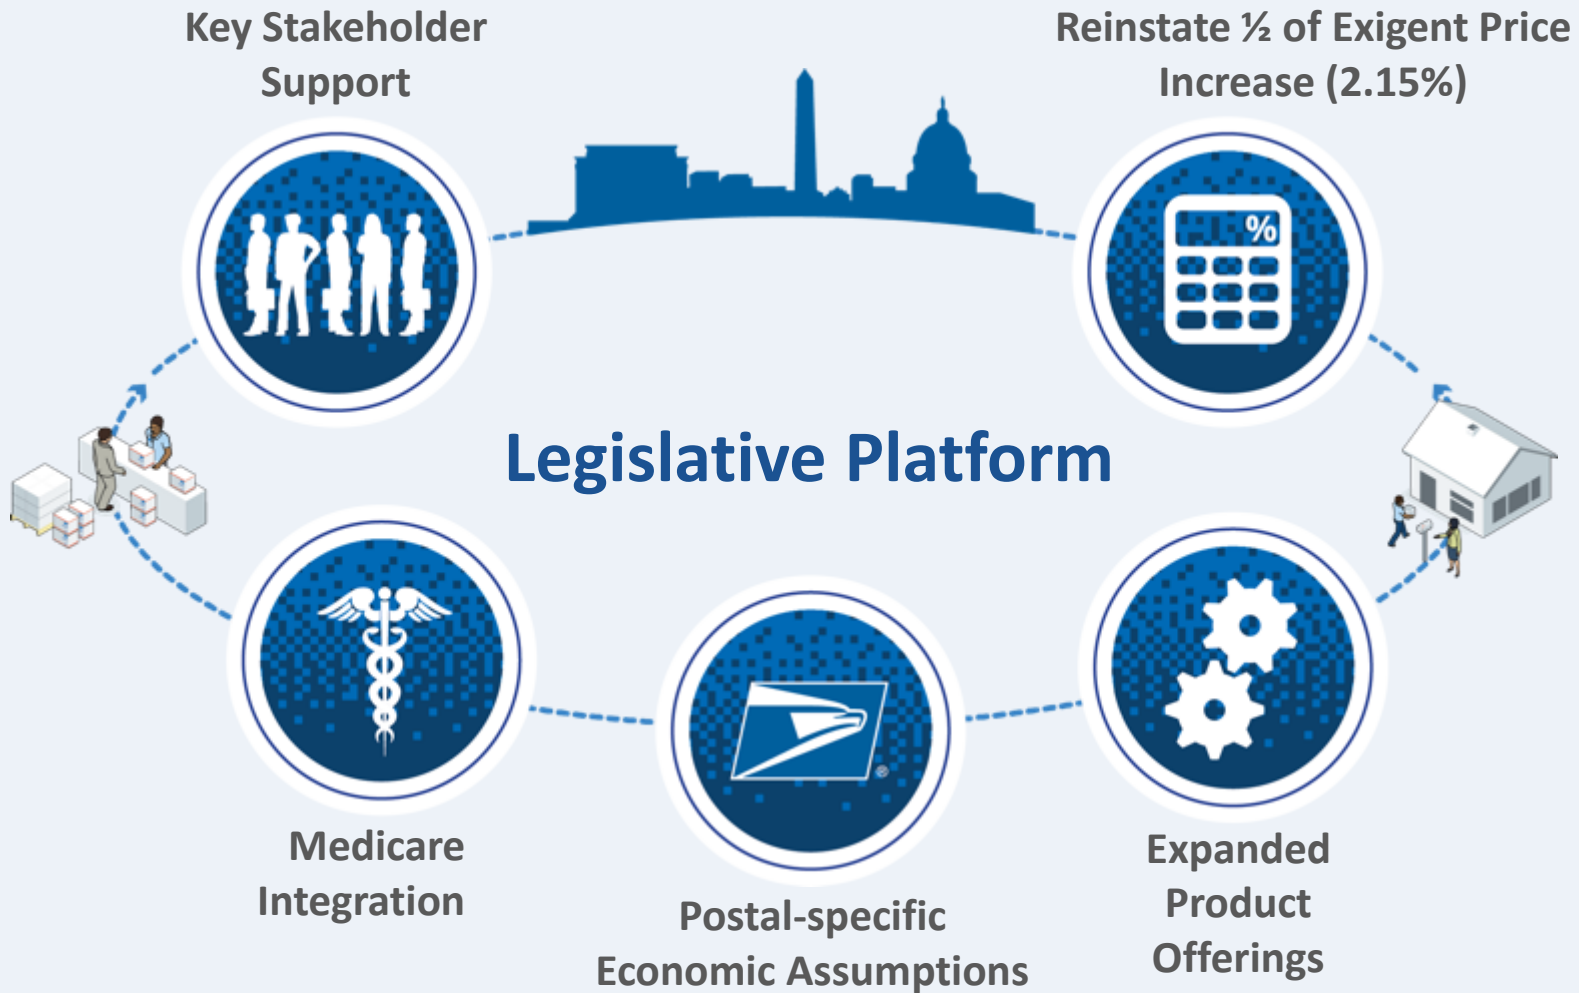 Key Stakeholder
Support
Reinstate ½ of Exigent Price
Increase (2.15%)
%
Legislative Platform
Medicare
Integration
®
Postal-specific
Economic Assumptions
Expanded
Product
Offerings